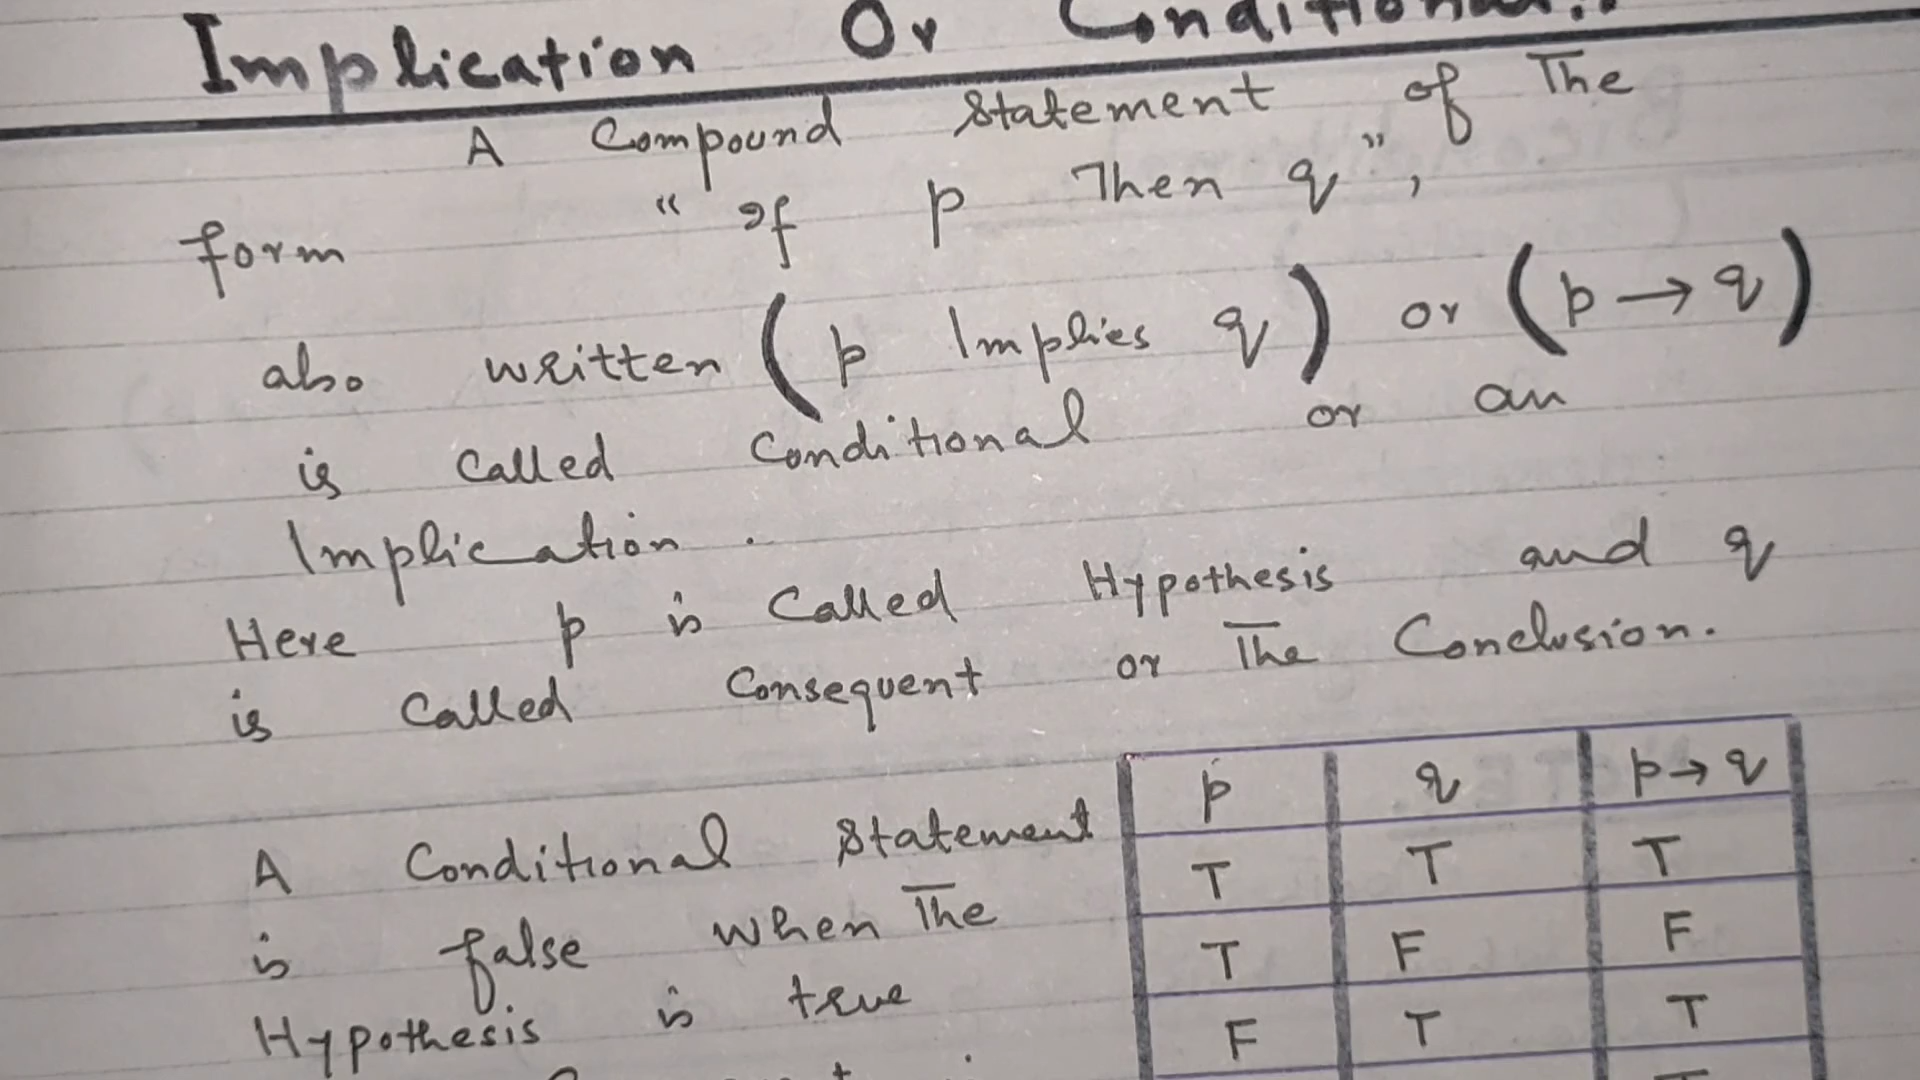 Implication Or Conditional:
A Compound Statement of The
form " If p Then q ",
also written ( p Implies q ) or ( p → q )
is Called Conditional or an
Implication .
Here p is Called Hypothesis and q
is Called Consequent or The Conclusion.
A Conditional Statement
is false when The
Hypothesis is true
p q p → q
T T T
T F F
F T T